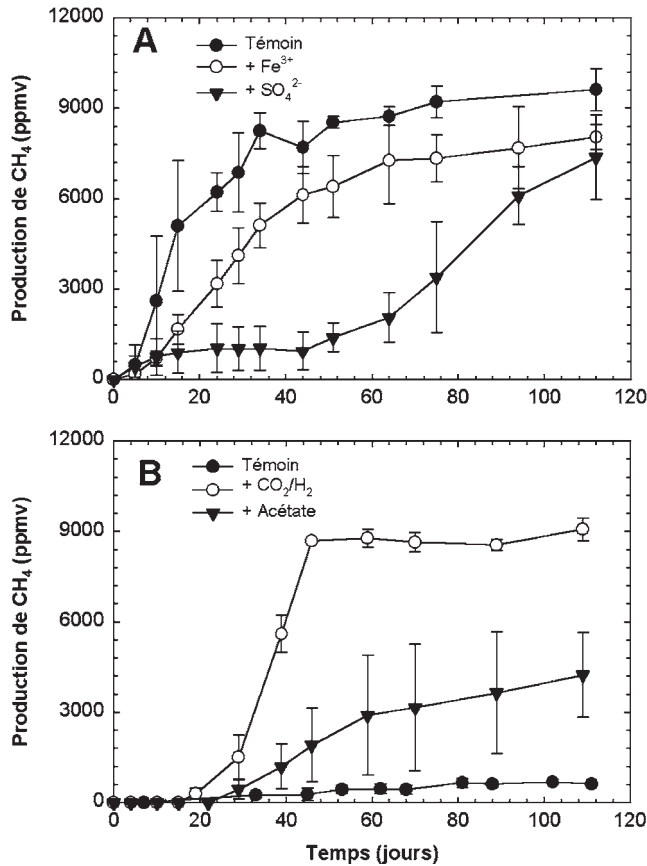 12000
9000
6000
3000
0
Production de CH₄ (ppmv)
A
Témoin
+ Fe³⁺
+ SO₄²⁻
0 20 40 60 80 100 120
12000
9000
6000
3000
0
Production de CH₄ (ppmv)
B
Témoin
+ CO₂/H₂
+ Acétate
0 20 40 60 80 100 120
Temps (jours)